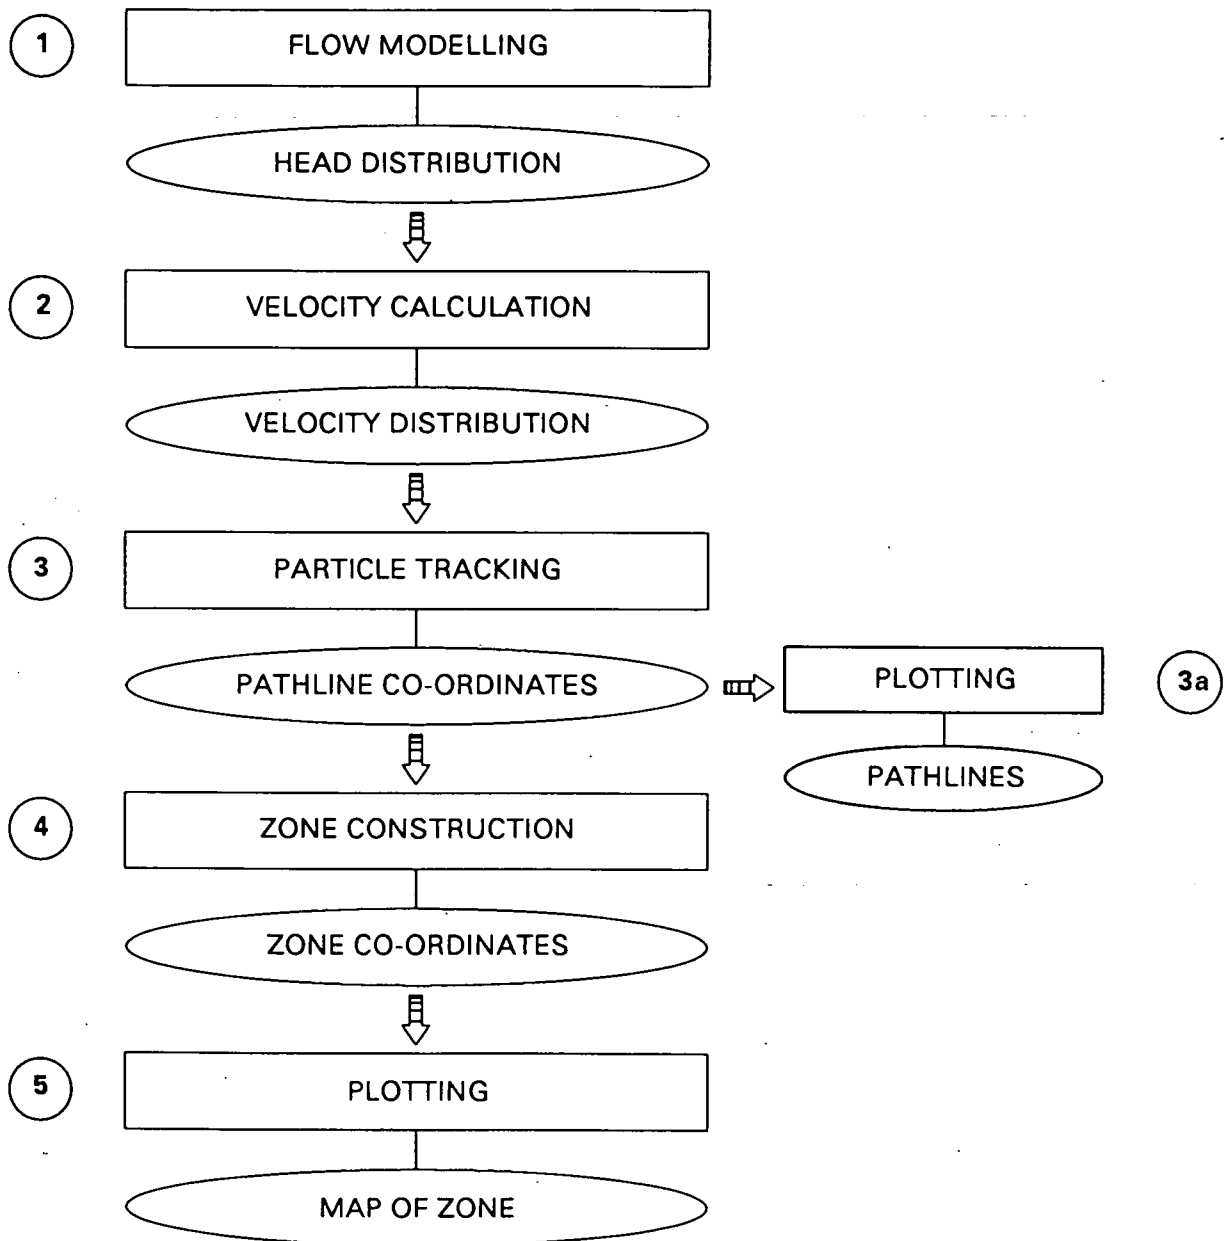 1
FLOW MODELLING
HEAD DISTRIBUTION
2
VELOCITY CALCULATION
VELOCITY DISTRIBUTION
3
PARTICLE TRACKING
PATHLINE CO-ORDINATES
PLOTTING
3a
PATHLINES
4
ZONE CONSTRUCTION
ZONE CO-ORDINATES
5
PLOTTING
MAP OF ZONE